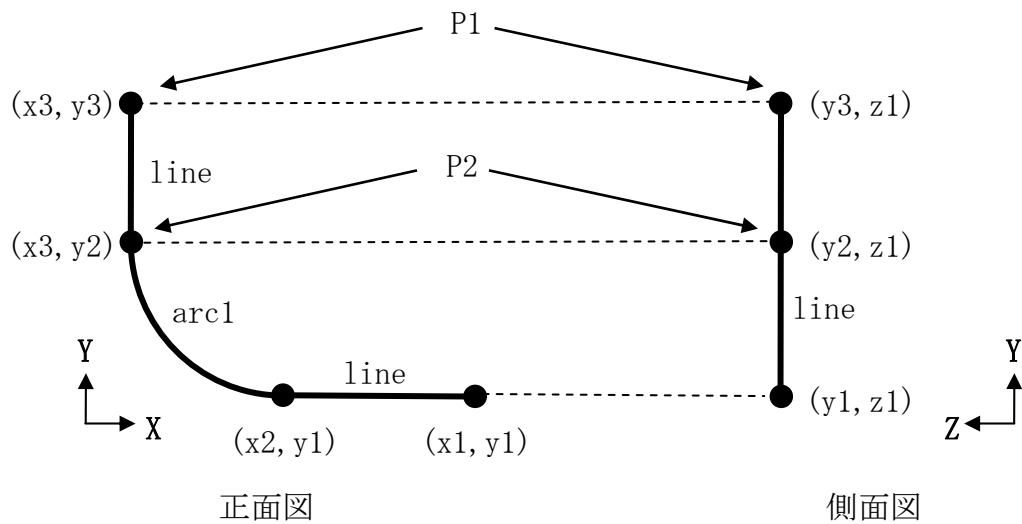 P1
(x3, y3)
(y3, z1)
line
P2
(x3, y2)
(y2, z1)
arc1
line
Y
Y
line
X
(x2, y1)
(x1, y1)
(y1, z1)
Z
正面図
側面図